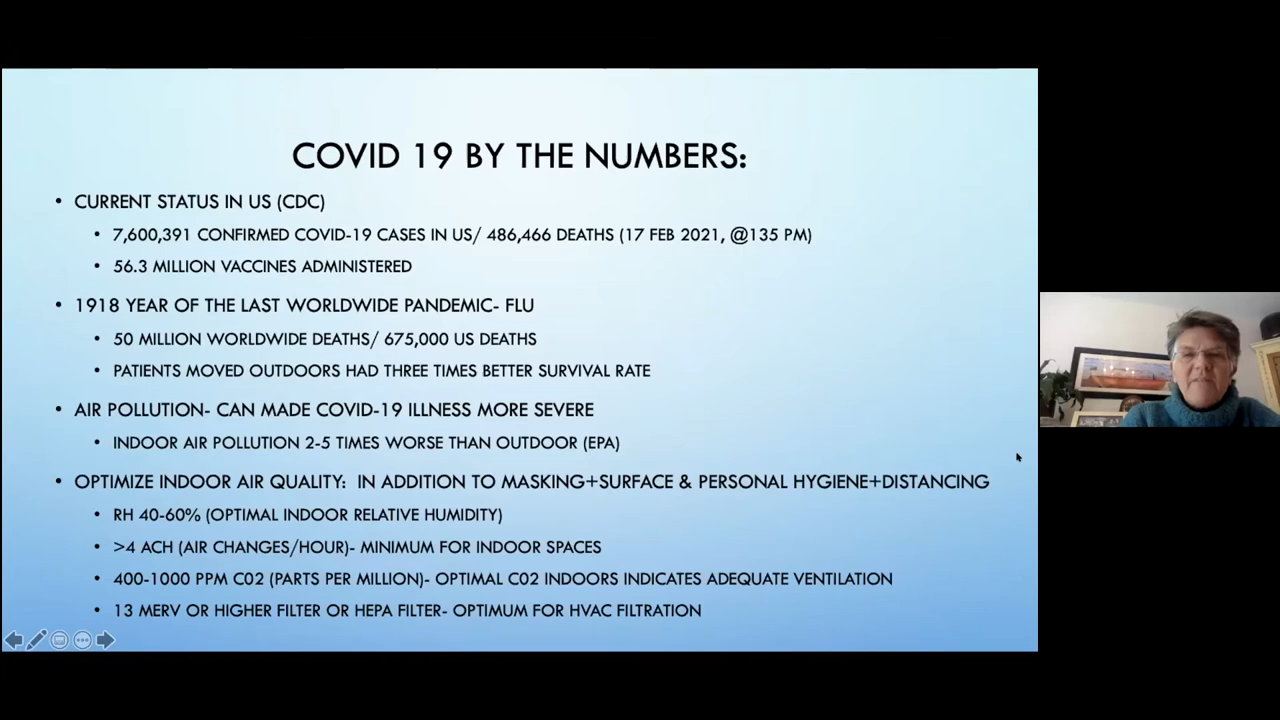 COVID 19 BY THE NUMBERS:
• CURRENT STATUS IN US (CDC)
• 7,600,391 CONFIRMED COVID-19 CASES IN US/ 486,466 DEATHS (17 FEB 2021, @135 PM)
• 56.3 MILLION VACCINES ADMINISTERED
• 1918 YEAR OF THE LAST WORLDWIDE PANDEMIC- FLU
• 50 MILLION WORLDWIDE DEATHS/ 675,000 US DEATHS
• PATIENTS MOVED OUTDOORS HAD THREE TIMES BETTER SURVIVAL RATE
• AIR POLLUTION- CAN MADE COVID-19 ILLNESS MORE SEVERE
• INDOOR AIR POLLUTION 2-5 TIMES WORSE THAN OUTDOOR (EPA)
• OPTIMIZE INDOOR AIR QUALITY: IN ADDITION TO MASKING+SURFACE & PERSONAL HYGIENE+DISTANCING
• RH 40-60% (OPTIMAL INDOOR RELATIVE HUMIDITY)
• >4 ACH (AIR CHANGES/HOUR)- MINIMUM FOR INDOOR SPACES
• 400-1000 PPM C02 (PARTS PER MILLION)- OPTIMAL C02 INDOORS INDICATES ADEQUATE VENTILATION
• 13 MERV OR HIGHER FILTER OR HEPA FILTER- OPTIMUM FOR HVAC FILTRATION